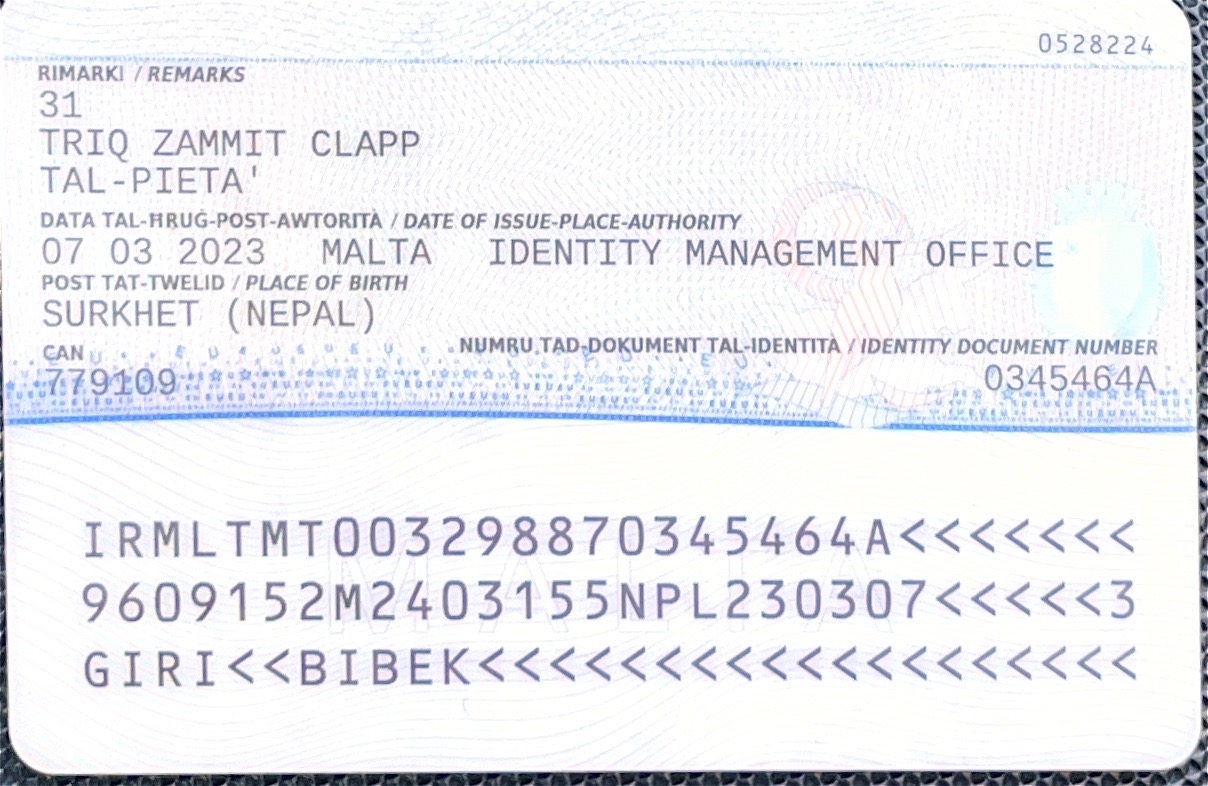 0528224
RIMARKI / REMARKS
31
TRIQ ZAMMIT CLAPP
TAL-PIETA'
DATA TAL-ĦRUĠ-POST-AWTORITÀ / DATE OF ISSUE-PLACE-AUTHORITY
07 03 2023 MALTA IDENTITY MANAGEMENT OFFICE
POST TAT-TWELID / PLACE OF BIRTH
SURKHET (NEPAL)
CAN NUMRU TAD-DOKUMENT TAL-IDENTITÀ / IDENTITY DOCUMENT NUMBER
779109 0345464A
IRMLTMT003298870345464A<<<<<<<
9609152M2403155NPL230307<<<<<3
GIRI<<BIBEK<<<<<<<<<<<<<<<<<<<